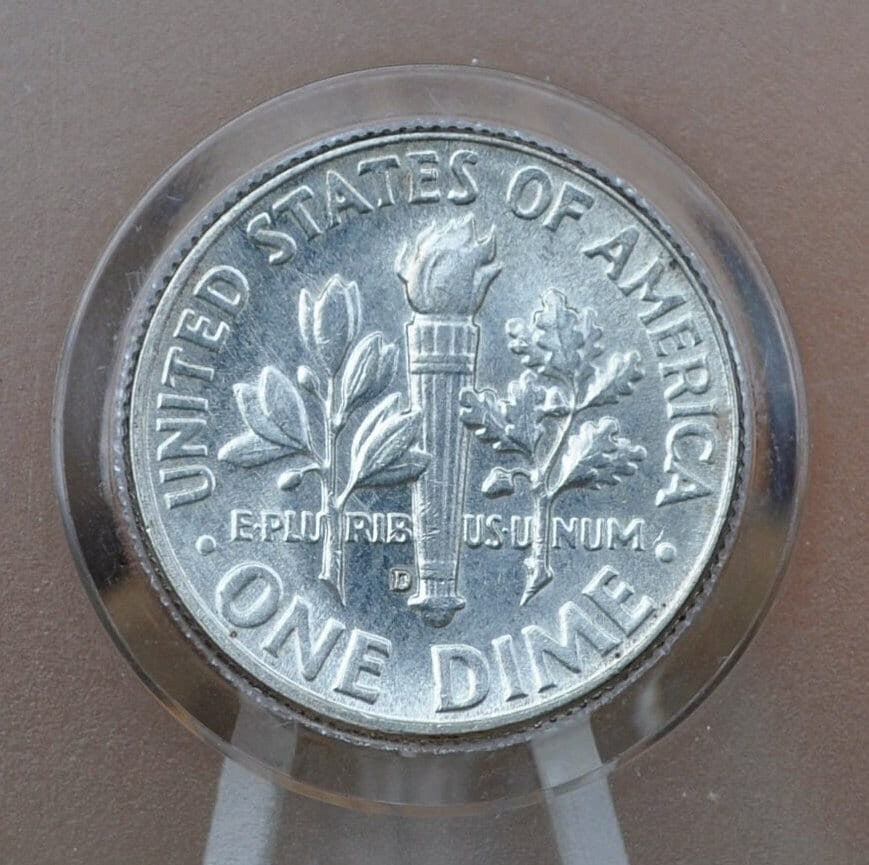 UNITED STATES OF AMERICA
E·PLURIBUS·UNUM
D
ONE DIME